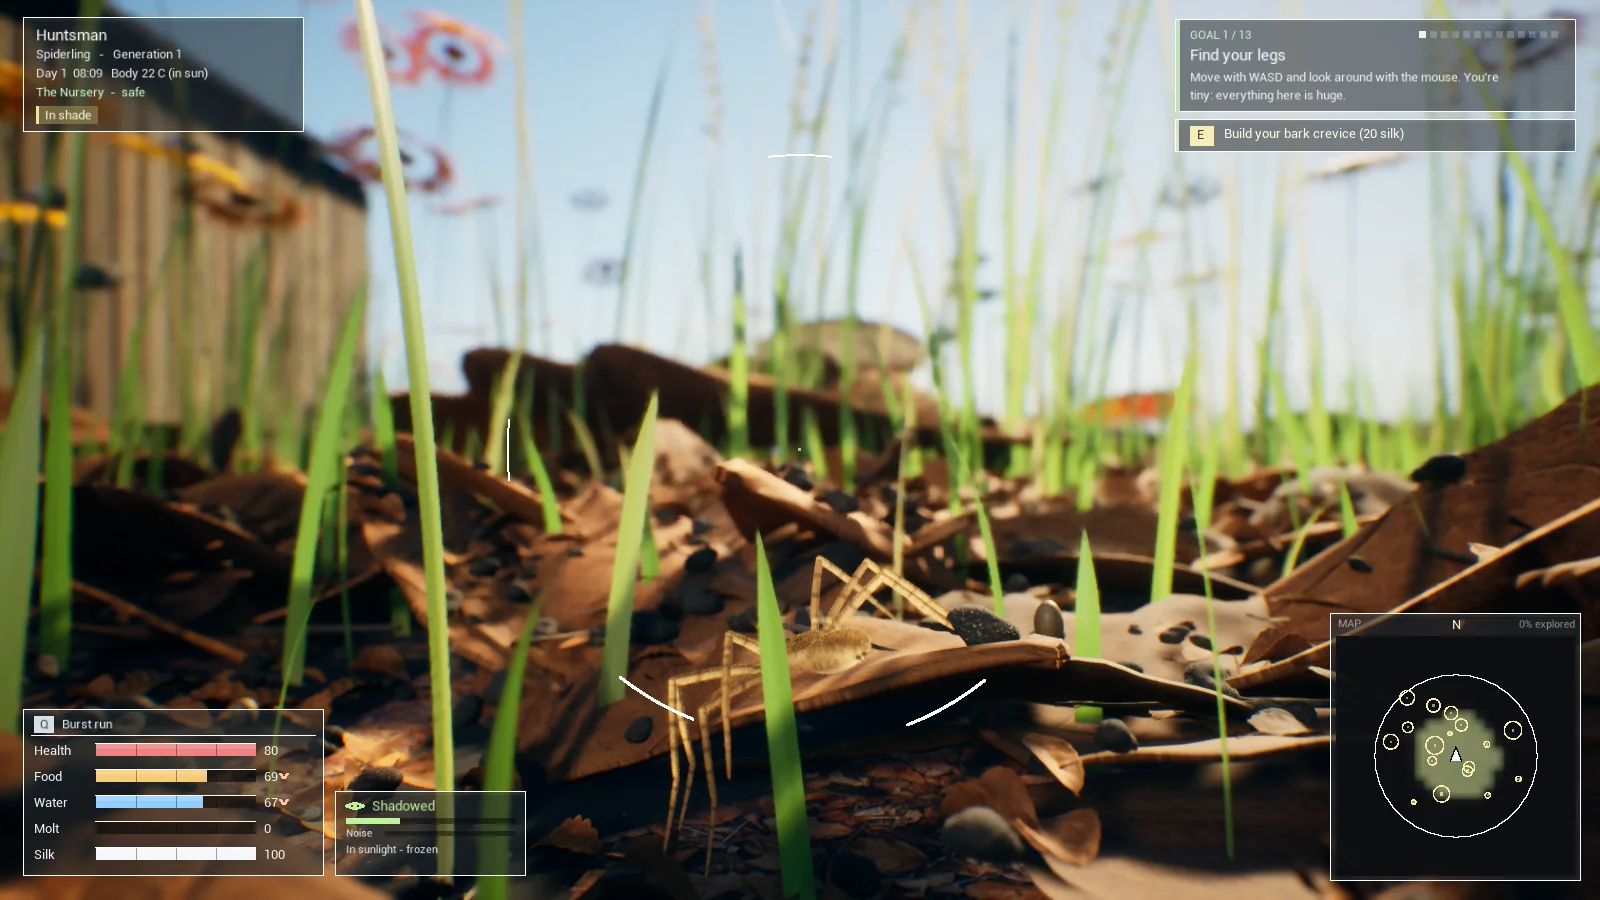 Huntsman
Spiderling - Generation 1
Day 1 08:09 Body 22 C (in sun)
The Nursery - safe
In shade
GOAL 1 / 13
Find your legs
Move with WASD and look around with the mouse. You're
tiny: everything here is huge.
E Build your bark crevice (20 silk)
Q Burst run
Health 80
Food 69
Water 67
Molt 0
Silk 100
Shadowed
Noise
In sunlight - frozen
MAP N 0% explored